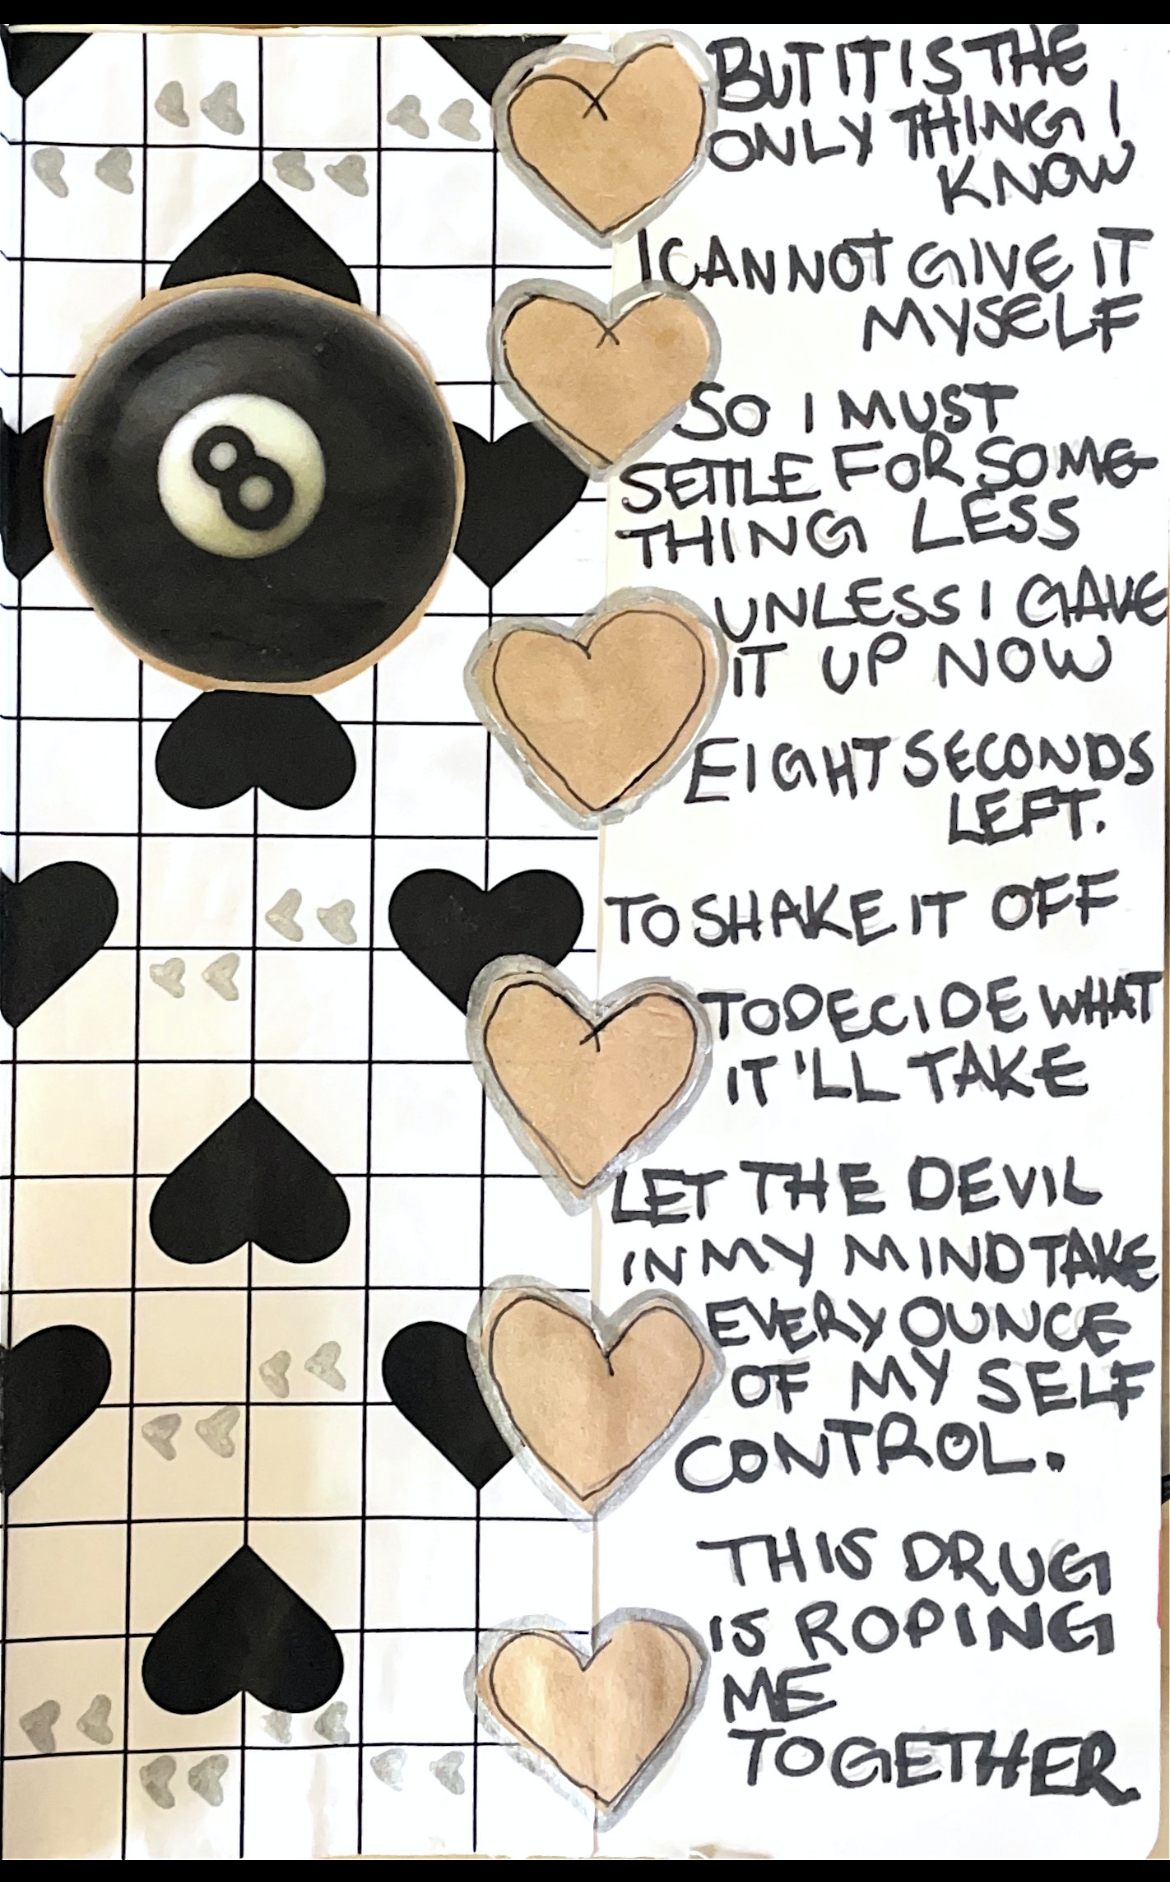 BUT IT IS THE
ONLY THING I
KNOW
I CANNOT GIVE IT
MYSELF
SO I MUST
SETTLE FOR SOME-
THING LESS
UNLESS I GAVE
IT UP NOW
EIGHT SECONDS
LEFT.
TO SHAKE IT OFF
TO DECIDE WHAT
IT'LL TAKE
LET THE DEVIL
IN MY MIND TAKE
EVERY OUNCE
OF MY SELF
CONTROL.
THIS DRUG
IS ROPING
ME
TOGETHER.
8